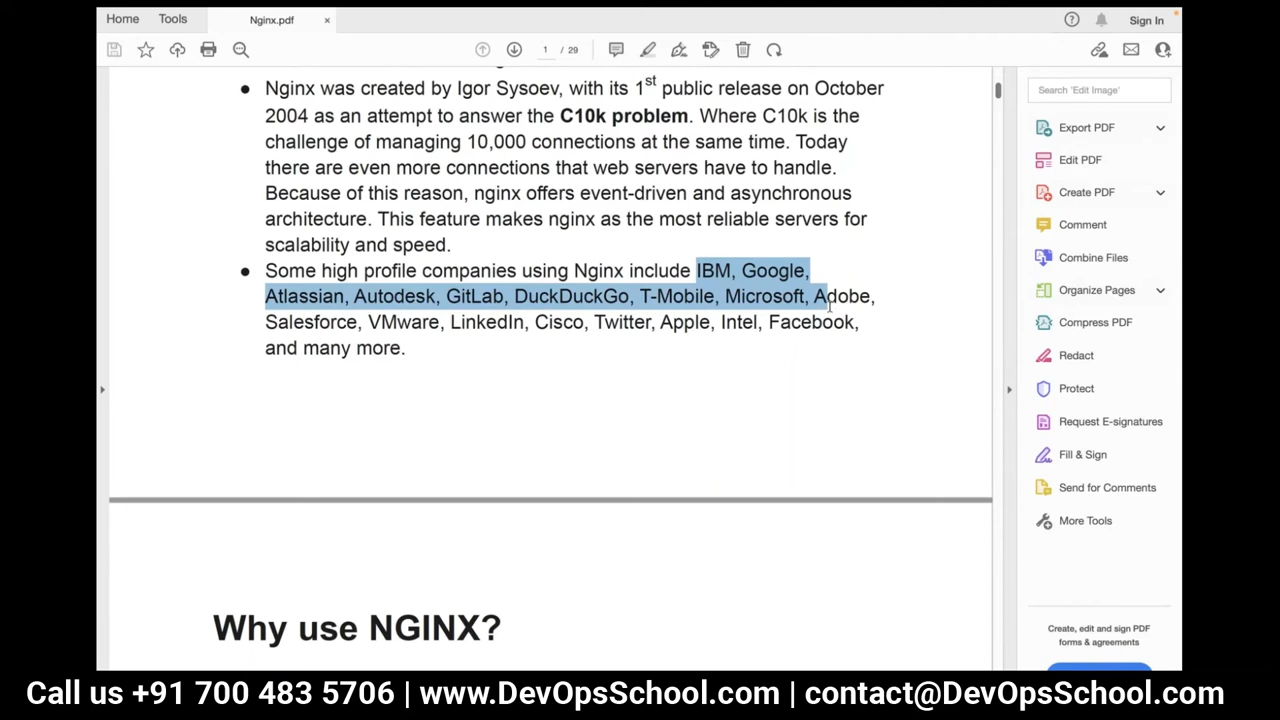 Home Tools Nginx.pdf × Sign In
1 / 29
Nginx was created by Igor Sysoev, with its 1st public release on October
2004 as an attempt to answer the C10k problem. Where C10k is the
challenge of managing 10,000 connections at the same time. Today
there are even more connections that web servers have to handle.
Because of this reason, nginx offers event-driven and asynchronous
architecture. This feature makes nginx as the most reliable servers for
scalability and speed.
Some high profile companies using Nginx include IBM, Google,
Atlassian, Autodesk, GitLab, DuckDuckGo, T-Mobile, Microsoft, Adobe,
Salesforce, VMware, LinkedIn, Cisco, Twitter, Apple, Intel, Facebook,
and many more.
Why use NGINX?
Search 'Edit Image'
Export PDF
Edit PDF
Create PDF
Comment
Combine Files
Organize Pages
Compress PDF
Redact
Protect
Request E-signatures
Fill & Sign
Send for Comments
More Tools
Create, edit and sign PDF
forms & agreements
Call us +91 700 483 5706 | www.DevOpsSchool.com | contact@DevOpsSchool.com